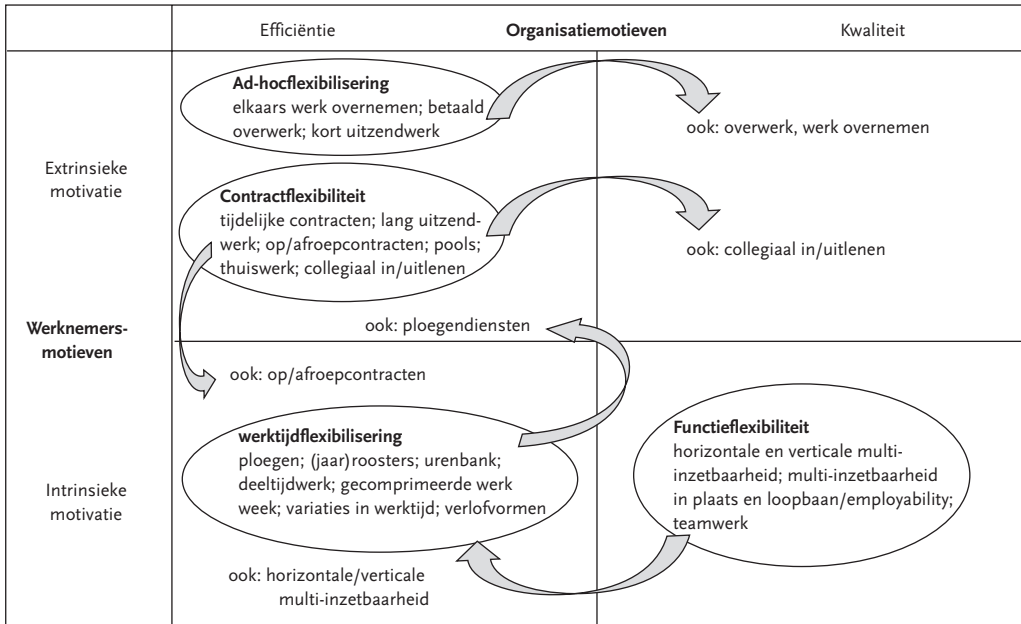 Efficiëntie
Organisatiemotieven
Kwaliteit
Ad-hocflexibilisering
elkaars werk overnemen; betaald
overwerk; kort uitzendwerk
ook: overwerk, werk overnemen
Extrinsieke
motivatie
Contractflexibiliteit
tijdelijke contracten; lang uitzend-
werk; op/afroepcontracten; pools;
thuiswerk; collegiaal in/uitlenen
ook: collegiaal in/uitlenen
Werknemers-
motieven
ook: ploegendiensten
ook: op/afroepcontracten
Intrinsieke
motivatie
werktijdflexibilisering
ploegen; (jaar)roosters; urenbank;
deeltijdwerk; gecomprimeerde werk
week; variaties in werktijd; verlofvormen
Functieflexibiliteit
horizontale en verticale multi-
inzetbaarheid; multi-inzetbaarheid
in plaats en loopbaan/employability;
teamwerk
ook: horizontale/verticale
multi-inzetbaarheid